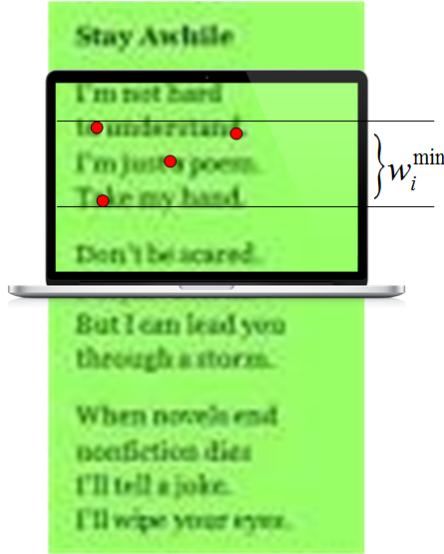 Stay Awhile
I'm not hard
to understand.
I'm just a poem.
Take my hand.
w_i^min
Don't be scared.
But I can lead you
through a storm.
When novels end
nonfiction dies
I'll tell a joke.
I'll wipe your eyes.